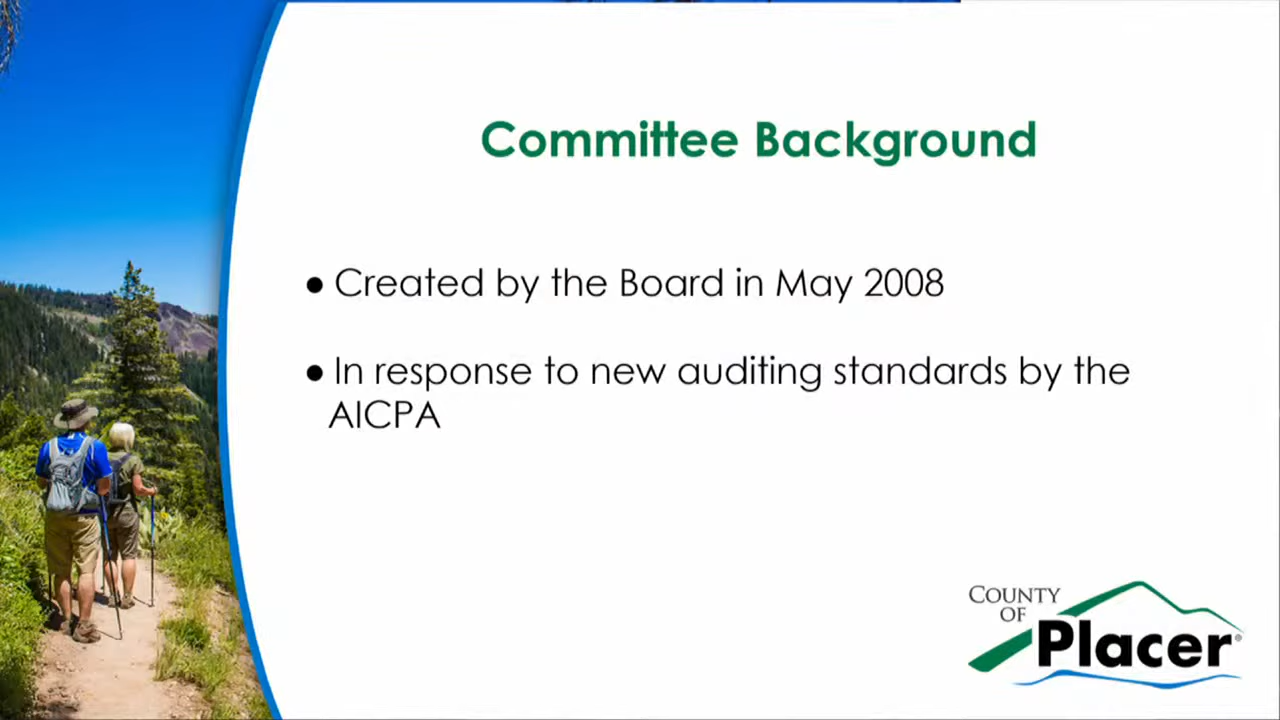 Committee Background
● Created by the Board in May 2008
● In response to new auditing standards by the
AICPA
COUNTY
OF
Placer®